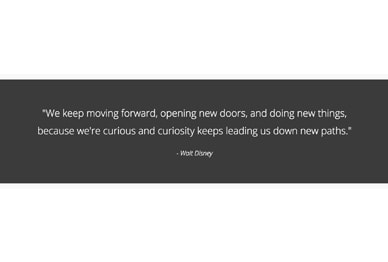 "We keep moving forward, opening new doors, and doing new things,
because we're curious and curiosity keeps leading us down new paths."
- Walt Disney